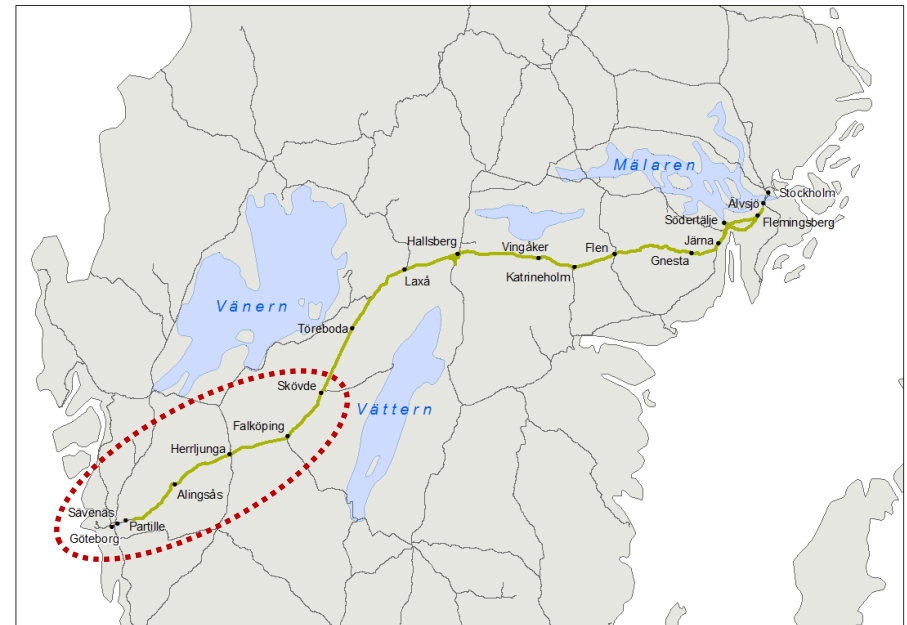 Mälaren
Stockholm
Älvsjö
Södertälje
Flemingsberg
Järna
Hallsberg
Vingåker
Flen
Gnesta
Katrineholm
Laxå
Vänern
Töreboda
Skövde
Vättern
Falköping
Herrljunga
Alingsås
Sävenäs
Partille
Göteborg